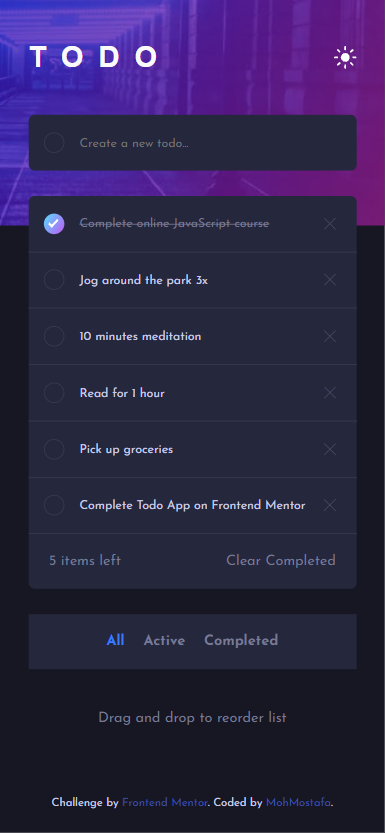 TODO
Create a new todo...
Complete online JavaScript course
Jog around the park 3x
10 minutes meditation
Read for 1 hour
Pick up groceries
Complete Todo App on Frontend Mentor
5 items left Clear Completed
All Active Completed
Drag and drop to reorder list
Challenge by Frontend Mentor. Coded by MohMostafa.